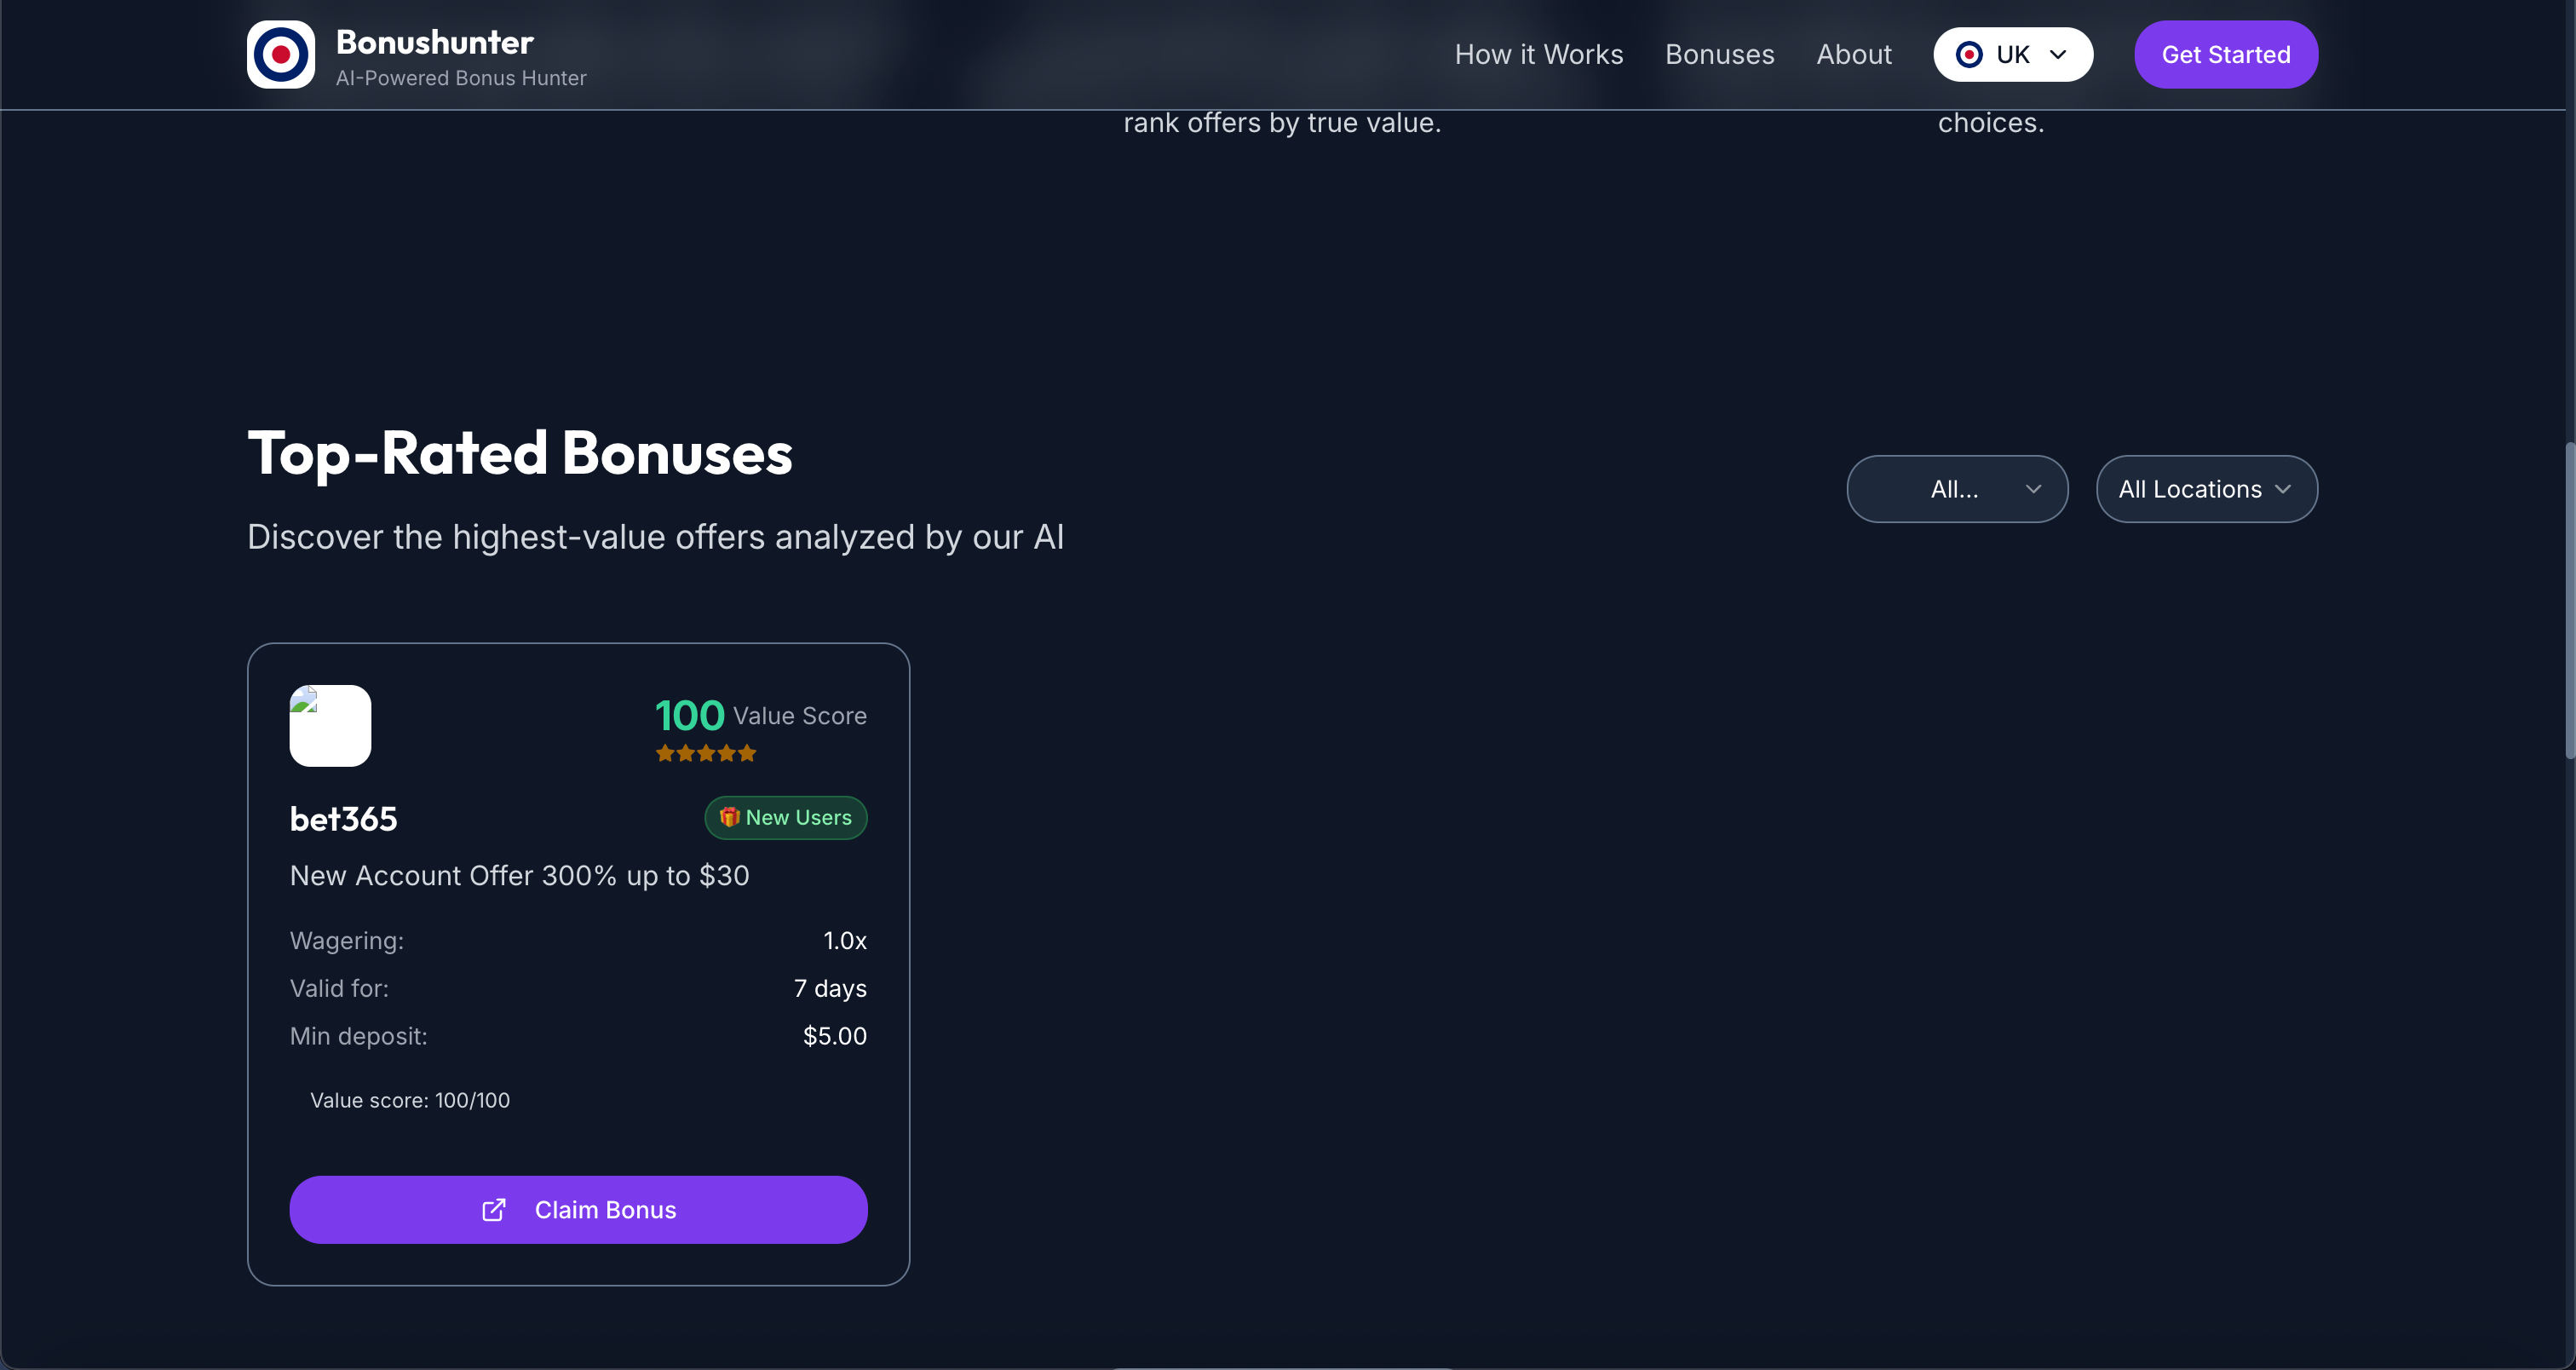 Bonushunter
AI-Powered Bonus Hunter
How it Works
Bonuses
About
UK
Get Started
rank offers by true value.
choices.
Top-Rated Bonuses
Discover the highest-value offers analyzed by our AI
All...
All Locations
100 Value Score
bet365
New Users
New Account Offer 300% up to $30
Wagering: 1.0x
Valid for: 7 days
Min deposit: $5.00
Value score: 100/100
Claim Bonus